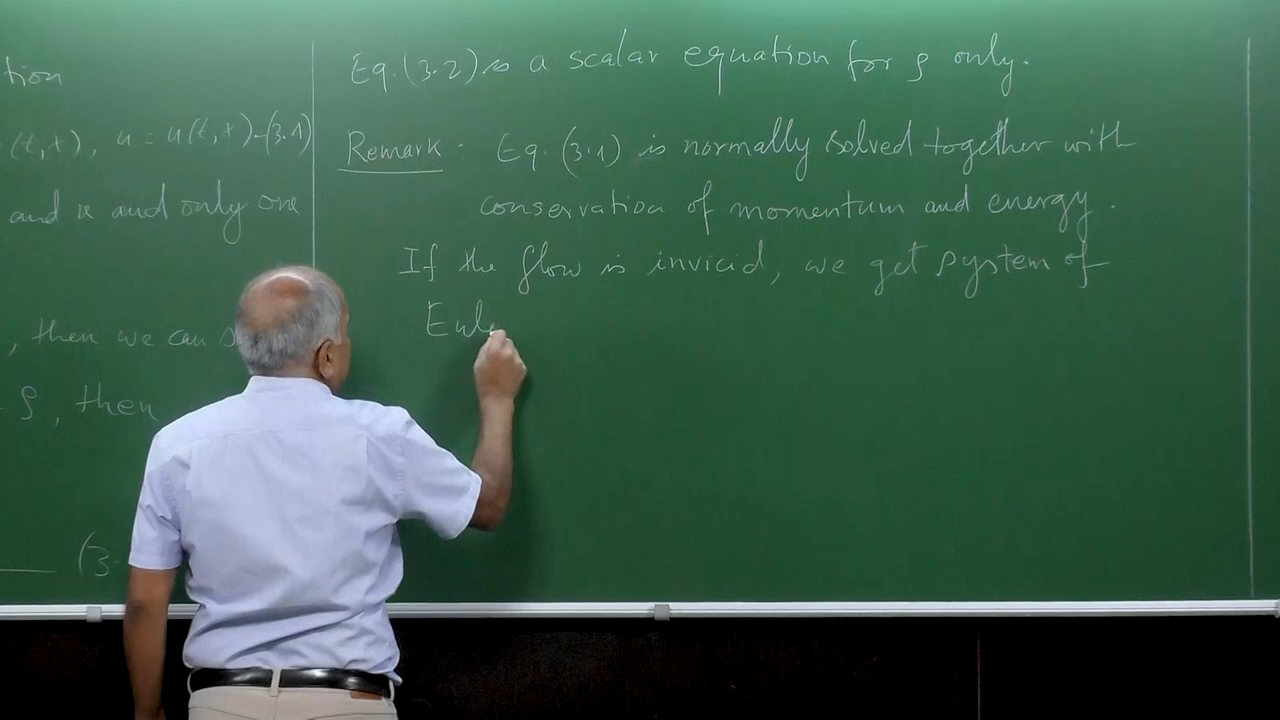 tion
(t,x), u = u(t,x) - (3.1)
and u and only one
, then we can s
ρ, then
(3.
Eq. (3.2) is a scalar equation for ρ only.
Remark: Eq. (3.1) is normally solved together with
conservation of momentum and energy.
If the flow is invicid, we get system of
Eule